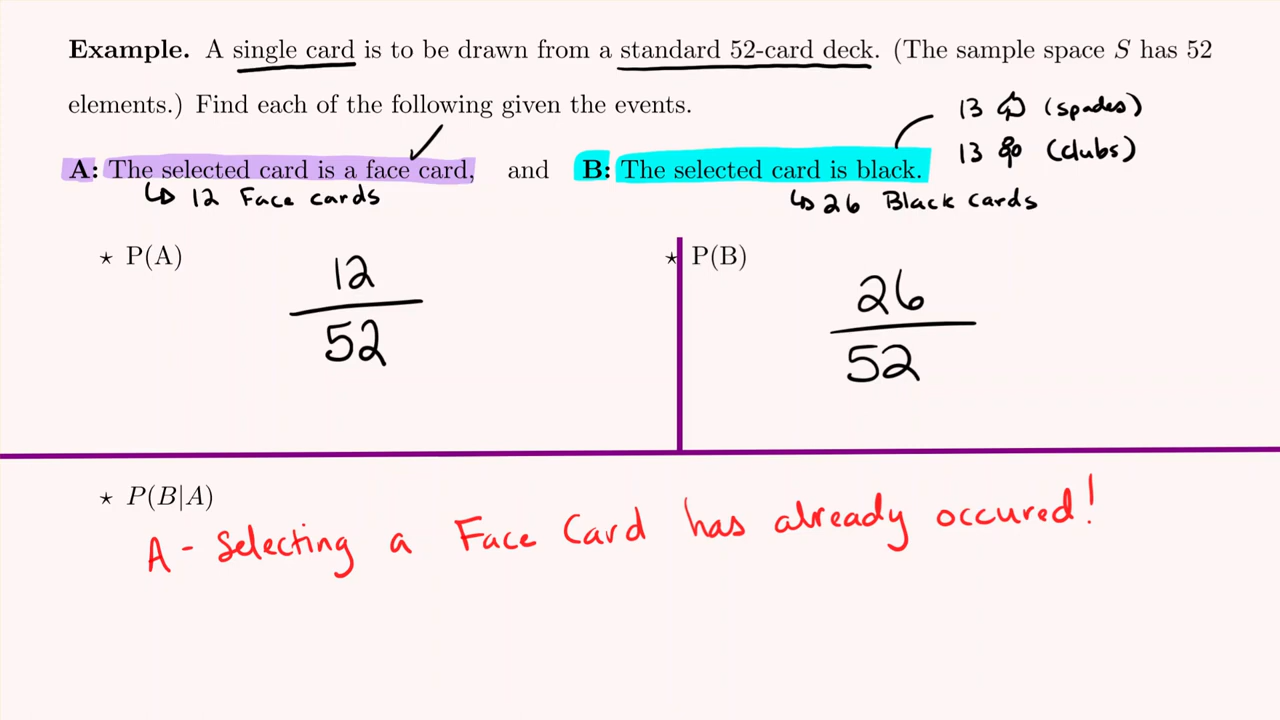 Example. A single card is to be drawn from a standard 52-card deck. (The sample space S has 52
elements.) Find each of the following given the events.
13 (spades)
13 (clubs)
A: The selected card is a face card, and B: The selected card is black.
12 Face cards
26 Black cards
⋆ P(A)
12
52
⋆ P(B)
26
52
⋆ P(B|A)
A - Selecting a Face Card has already occured!